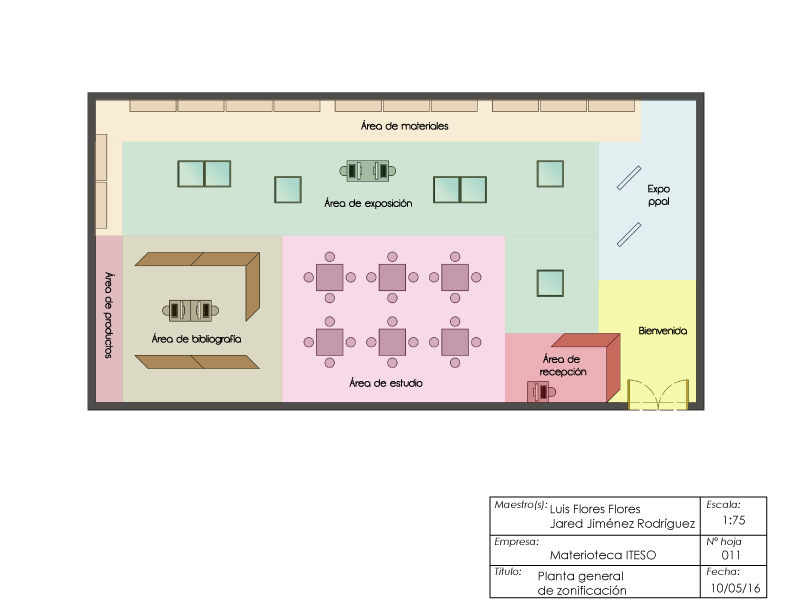 Área de materiales
Área de exposición
Expo
ppal
Área de productos
Área de bibliografía
Área de estudio
Área de
recepción
Bienvenida
Maestro(s): Luis Flores Flores
Jared Jiménez Rodríguez
Escala:
1:75
Empresa:
Materioteca ITESO
N° hoja
011
Título: Planta general
de zonificación
Fecha:
10/05/16